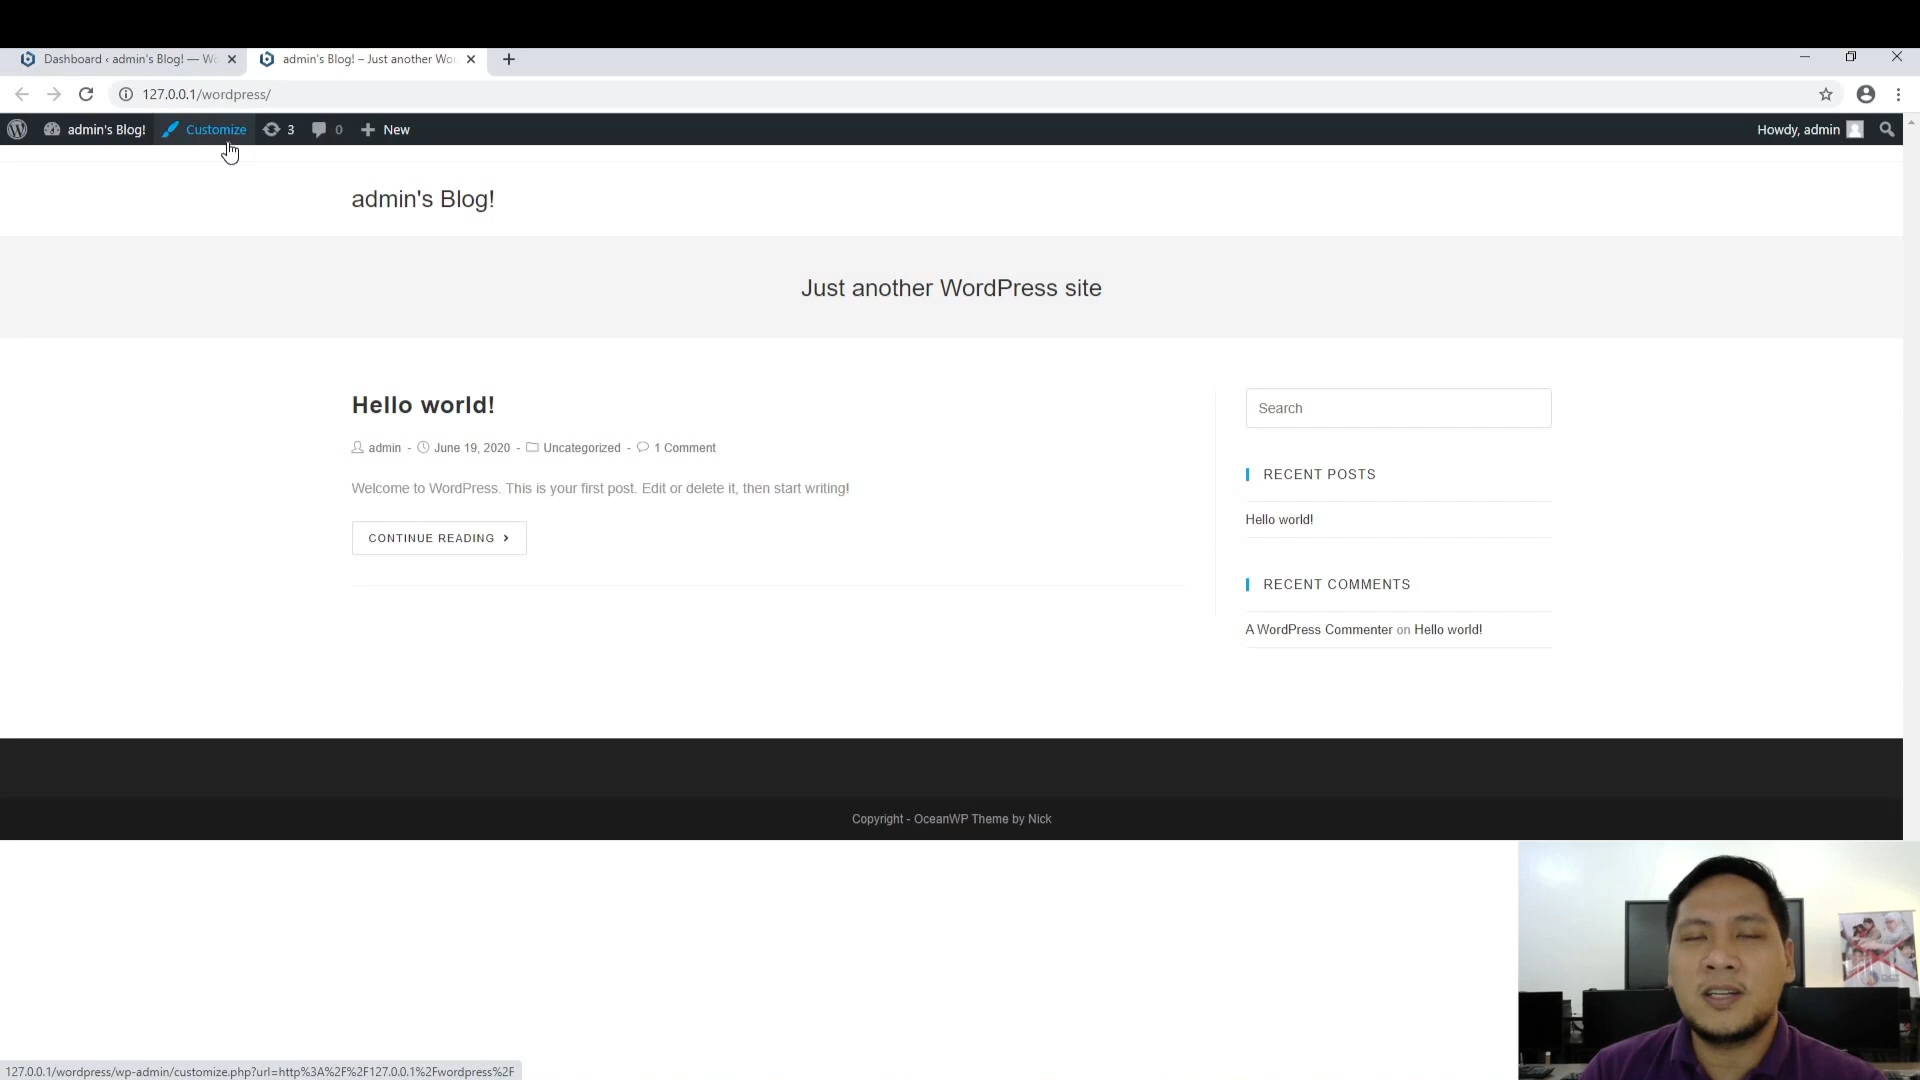 Dashboard ‹ admin's Blog! — Wo
admin's Blog! – Just another Wo
127.0.0.1/wordpress/
admin's Blog! Customize 3 0 New Howdy, admin
admin's Blog!
Just another WordPress site
Hello world!
admin - June 19, 2020 - Uncategorized - 1 Comment
Welcome to WordPress. This is your first post. Edit or delete it, then start writing!
CONTINUE READING
Search
RECENT POSTS
Hello world!
RECENT COMMENTS
A WordPress Commenter on Hello world!
Copyright - OceanWP Theme by Nick
127.0.0.1/wordpress/wp-admin/customize.php?url=http%3A%2F%2F127.0.0.1%2Fwordpress%2F